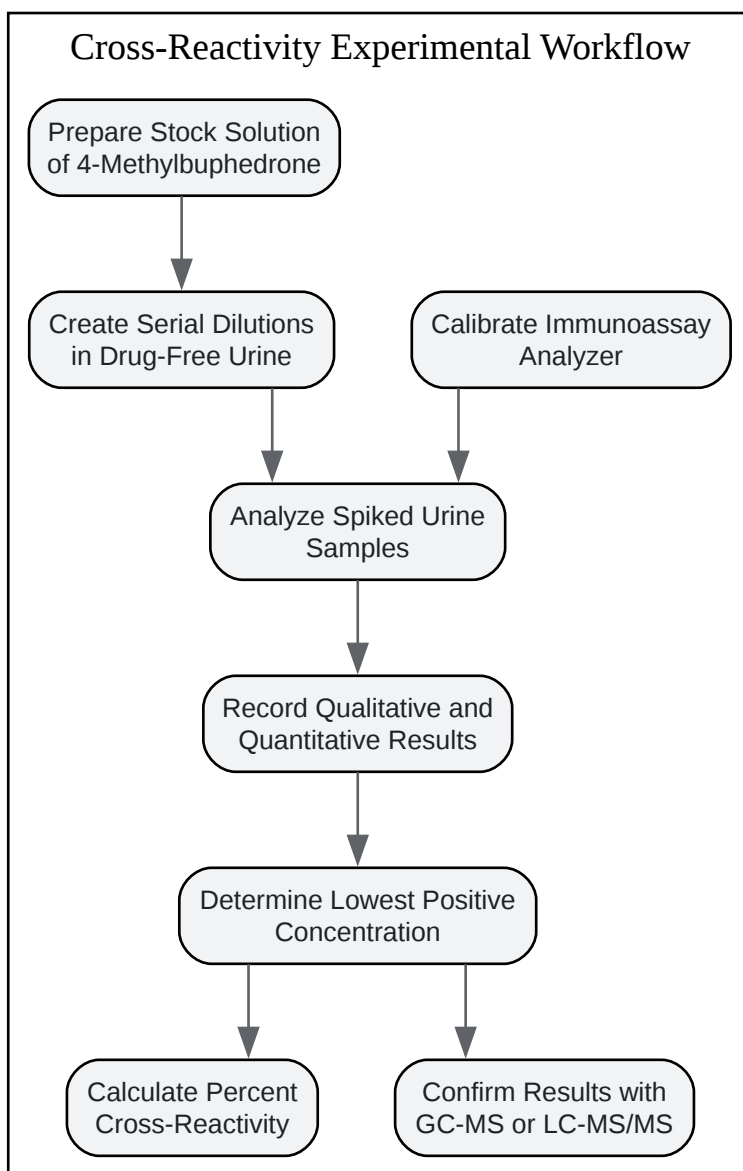 Cross-Reactivity Experimental Workflow
Prepare Stock Solution
of 4-Methylbuphedrone
Create Serial Dilutions
in Drug-Free Urine
Calibrate Immunoassay
Analyzer
Analyze Spiked Urine
Samples
Record Qualitative and
Quantitative Results
Determine Lowest Positive
Concentration
Calculate Percent
Cross-Reactivity
Confirm Results with
GC-MS or LC-MS/MS